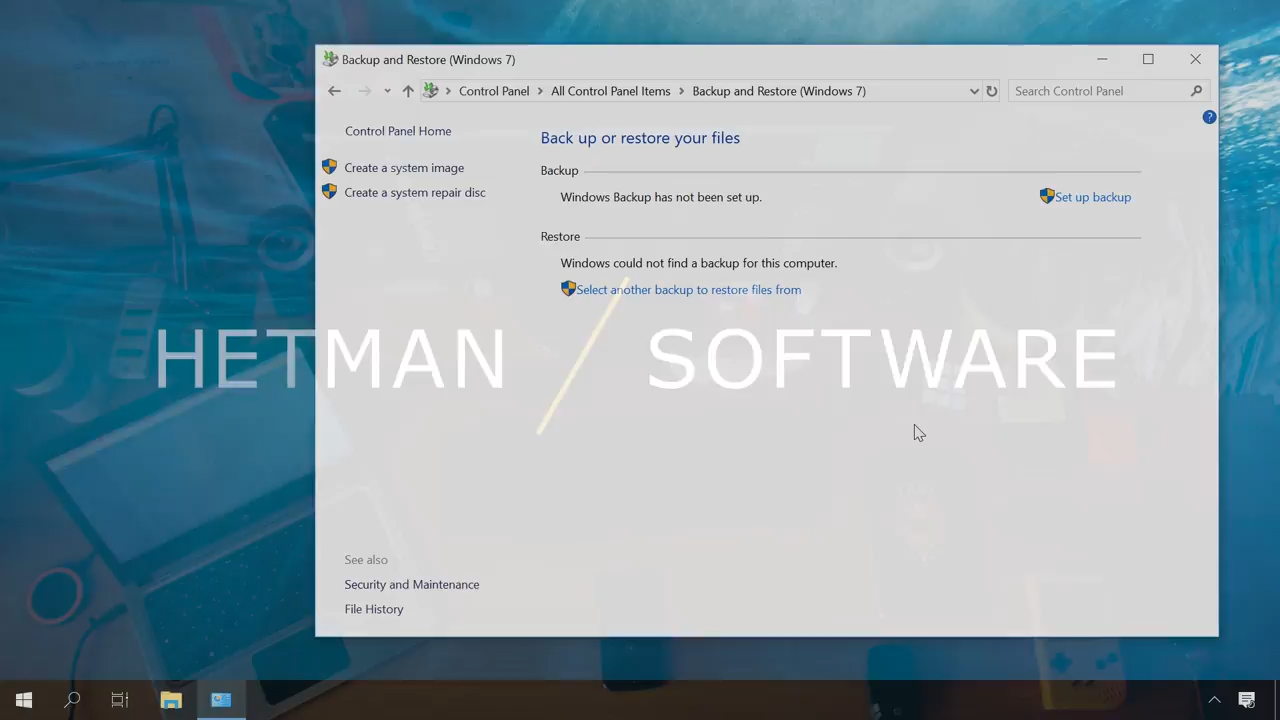 Backup and Restore (Windows 7)
Control Panel
All Control Panel Items
Backup and Restore (Windows 7)
Search Control Panel
?
Control Panel Home
Create a system image
Create a system repair disc
Back up or restore your files
Backup
Windows Backup has not been set up.
Set up backup
Restore
Windows could not find a backup for this computer.
Select another backup to restore files from
HETMAN / SOFTWARE
See also
Security and Maintenance
File History